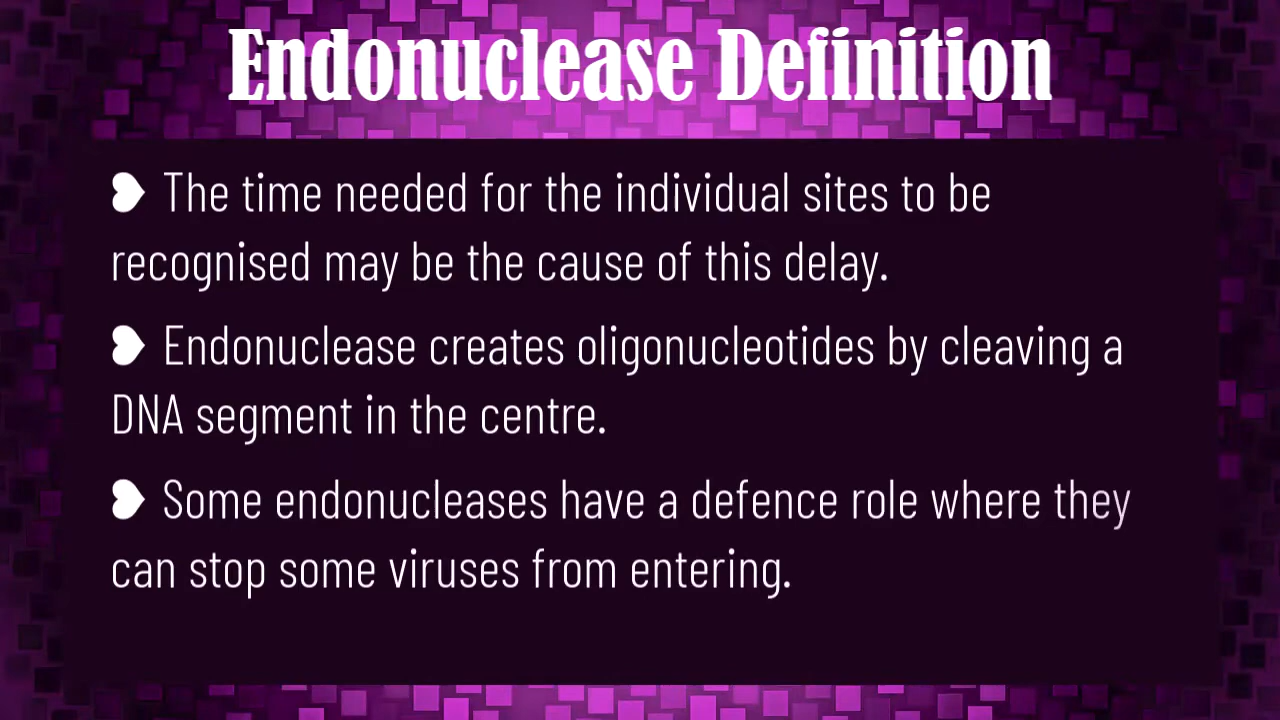 Endonuclease Definition
❥ The time needed for the individual sites to be
recognised may be the cause of this delay.
❥ Endonuclease creates oligonucleotides by cleaving a
DNA segment in the centre.
❥ Some endonucleases have a defence role where they
can stop some viruses from entering.